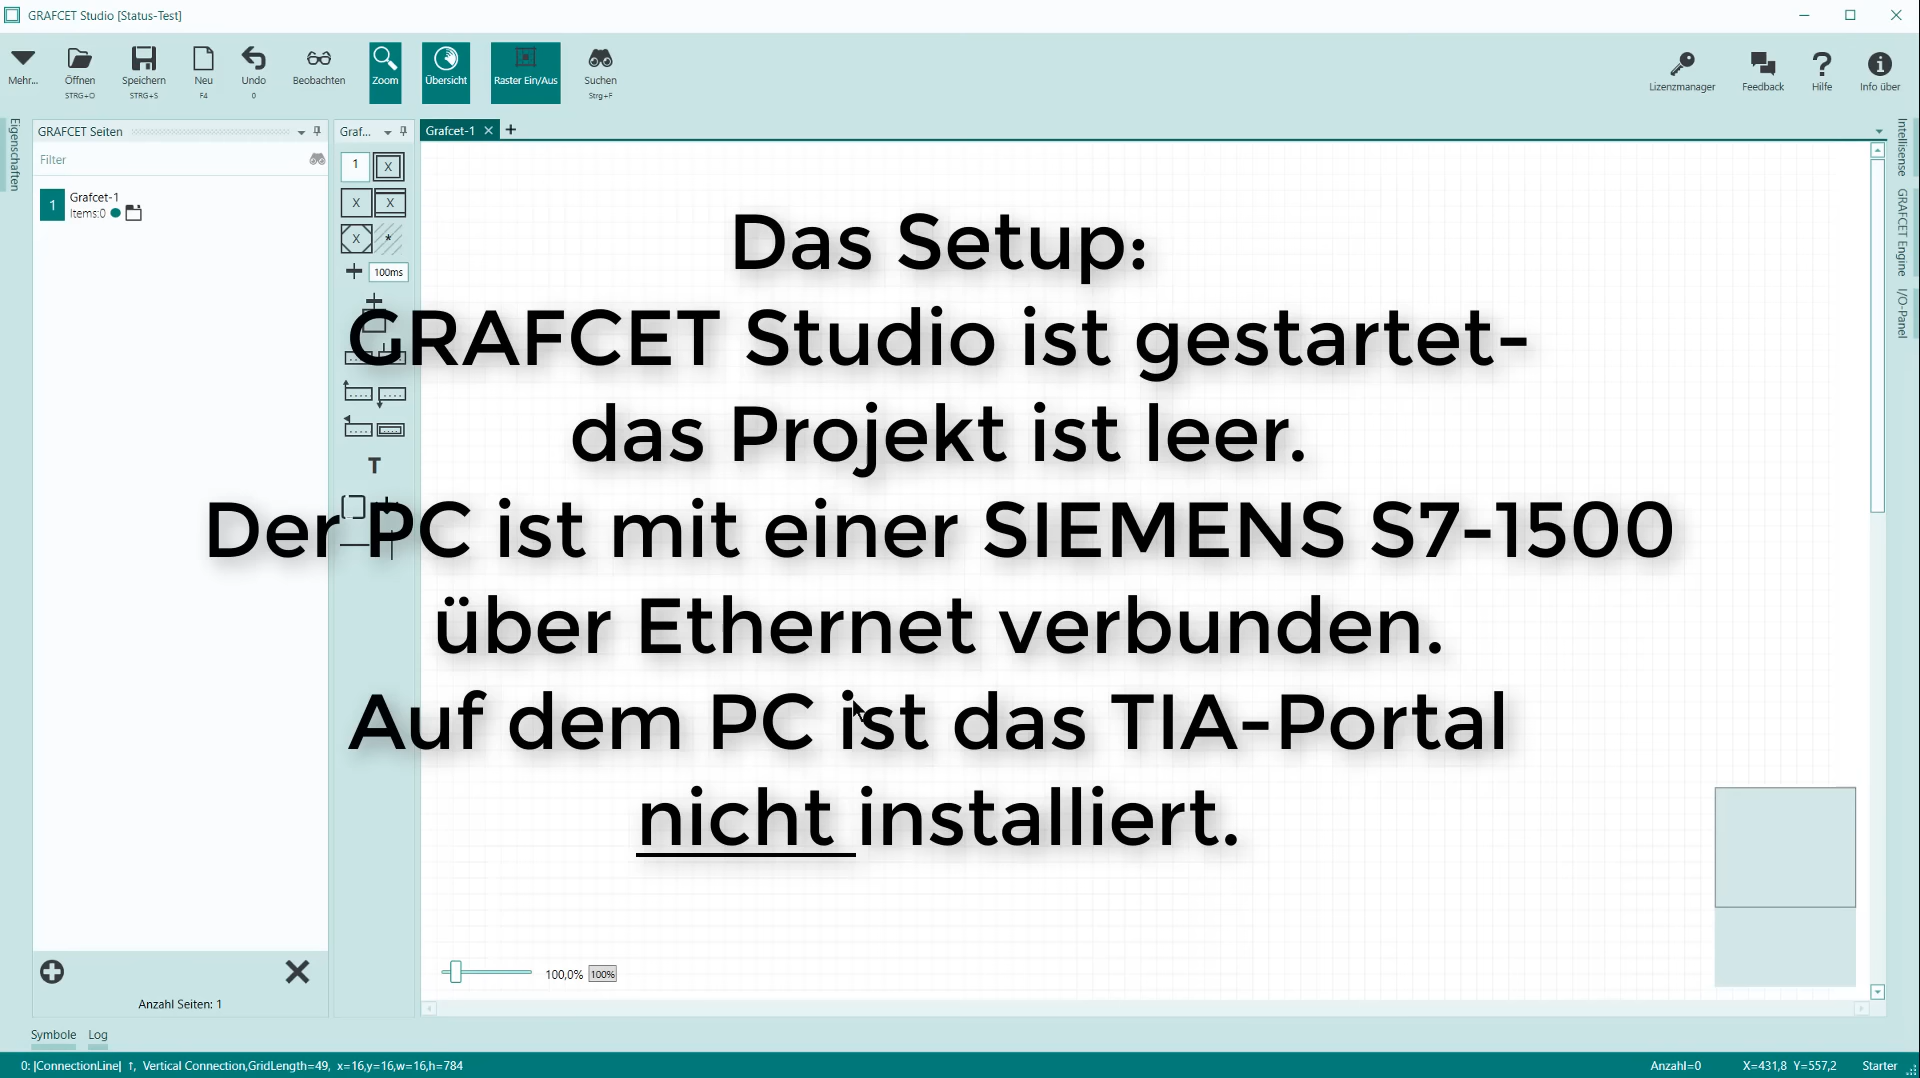 GRAFCET Studio [Status-Test]
Mehr... Öffnen Speichern Neu Undo Beobachten Zoom Übersicht Raster Ein/Aus Suchen Lizenzmanager Feedback Hilfe Info über
STRG+O STRG+S F4 0 Strg+F
Eigenschaften
GRAFCET Seiten
Graf...
Grafcet-1
Filter
1
Grafcet-1
Items:0
1 X
X X
X *
100ms
T
Intellisense
GRAFCET Engine
I/O-Panel
Das Setup:
GRAFCET Studio ist gestartet-
das Projekt ist leer.
Der PC ist mit einer SIEMENS S7-1500
über Ethernet verbunden.
Auf dem PC ist das TIA-Portal
nicht installiert.
100,0% 100%
Anzahl Seiten: 1
Symbole Log
0: |ConnectionLine| ↑, Vertical Connection,GridLength=49, x=16,y=16,w=16,h=784
Anzahl=0 X=431,8 Y=557,2 Starter